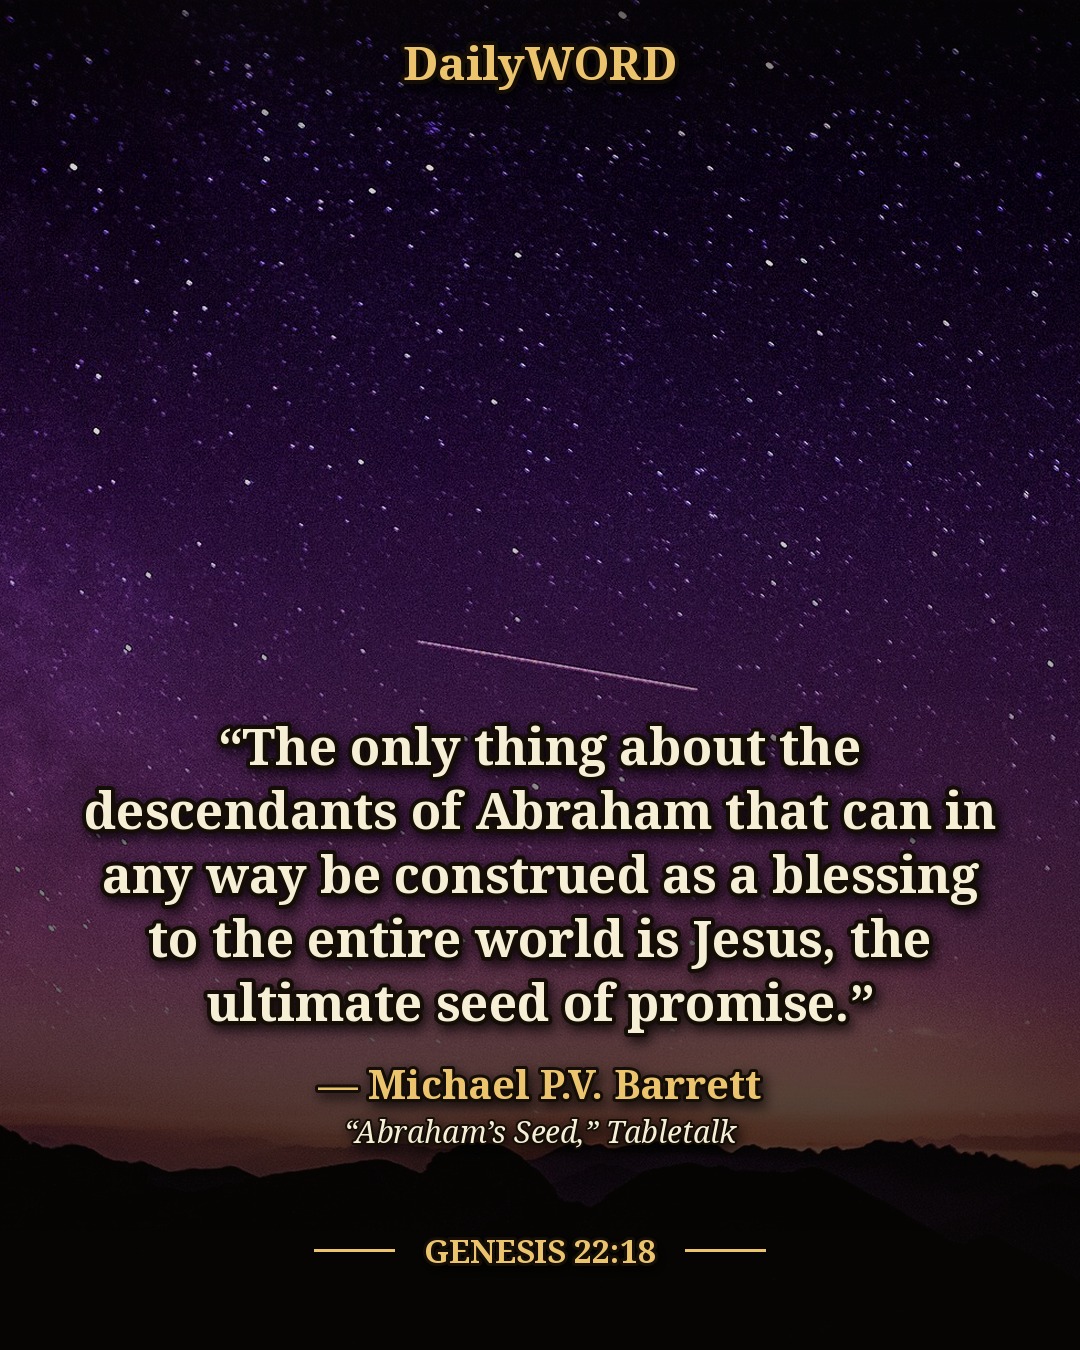 DailyWORD
“The only thing about the
descendants of Abraham that can in
any way be construed as a blessing
to the entire world is Jesus, the
ultimate seed of promise.”
— Michael P.V. Barrett
“Abraham’s Seed,” Tabletalk
GENESIS 22:18